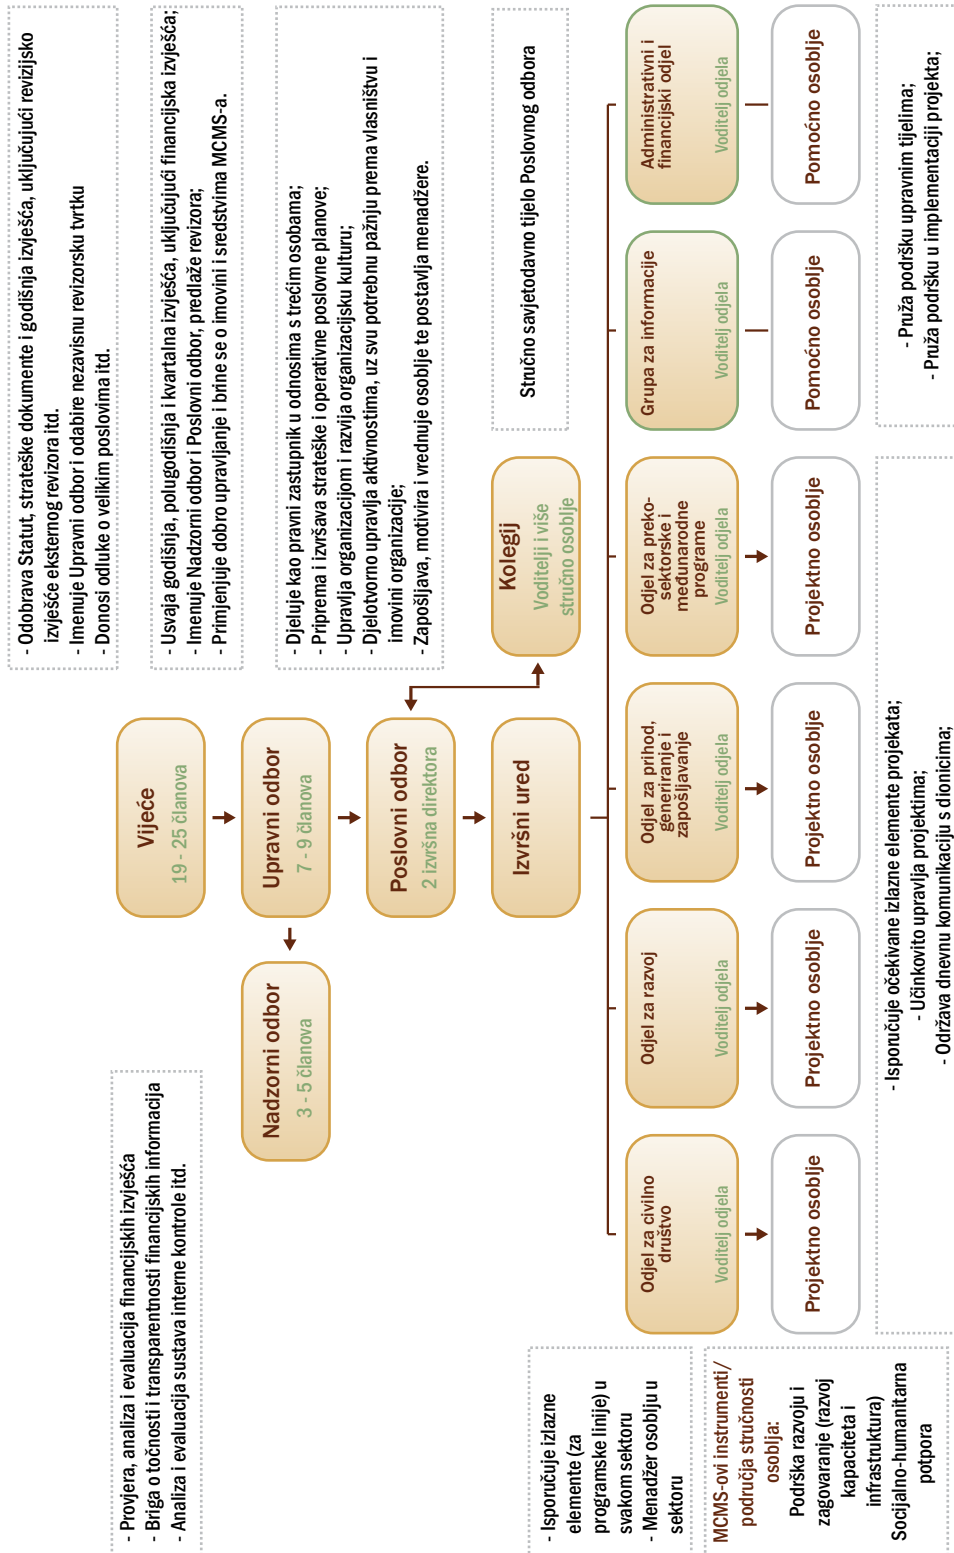 - Odobrava Statut, strateške dokumente i godišnja izvješća, uključujući revizijsko
izvješće eksternog revizora itd.
- Imenuje Upravni odbor i odabire nezavisnu revizorsku tvrtku
- Donosi odluke o velikim poslovima itd.
- Usvaja godišnja, polugodišnja i kvartalna izvješća, uključujući financijska izvješća;
- Imenuje Nadzorni odbor i Poslovni odbor, predlaže revizora;
- Primjenjuje dobro upravljanje i brine se o imovini i sredstvima MCMS-a.
- Djeluje kao pravni zastupnik u odnosima s trećim osobama;
- Priprema i izvršava strateške i operativne poslovne planove;
- Upravlja organizacijom i razvija organizacijsku kulturu;
- Djelotvorno upravlja aktivnostima, uz svu potrebnu pažnju prema vlasništvu i
imovini organizacije;
- Zapošljava, motivira i vrednuje osoblje te postavlja menadžere.
Stručno savjetodavno tijelo Poslovnog odbora
- Provjera, analiza i evaluacija financijskih izvješća
- Briga o točnosti i transparentnosti financijskih informacija
- Analiza i evaluacija sustava interne kontrole itd.
Vijeće
19 - 25 članova
Upravni odbor
7 - 9 članova
Nadzorni odbor
3 - 5 članova
Poslovni odbor
2 izvršna direktora
Kolegij
Voditelji i više
stručno osoblje
Izvršni ured
- Isporučuje izlazne
elemente (za
programske linije) u
svakom sektoru
- Menadžer osoblju u
sektoru
Odjel za civilno
društvo
Voditelj odjela
Odjel za razvoj
Voditelj odjela
Odjel za prihod,
generiranje i
zapošljavanje
Voditelj odjela
Odjel za preko-
sektorske i
međunarodne
programe
Voditelj odjela
Grupa za informacije
Voditelj odjela
Administrativni i
financijski odjel
Voditelj odjela
MCMS-ovi instrumenti/
područja stručnosti
osoblja:
Podrška razvoju i
zagovaranje (razvoj
kapaciteta i
infrastruktura)
Socijalno-humanitarna
potpora
Projektno osoblje
Projektno osoblje
Projektno osoblje
Projektno osoblje
Pomoćno osoblje
Pomoćno osoblje
- Isporučuje očekivane izlazne elemente projekata;
- Učinkovito upravlja projektima;
- Održava dnevnu komunikaciju s dionicima;
- Pruža podršku upravnim tijelima;
- Pruža podršku u implementaciji projekta;